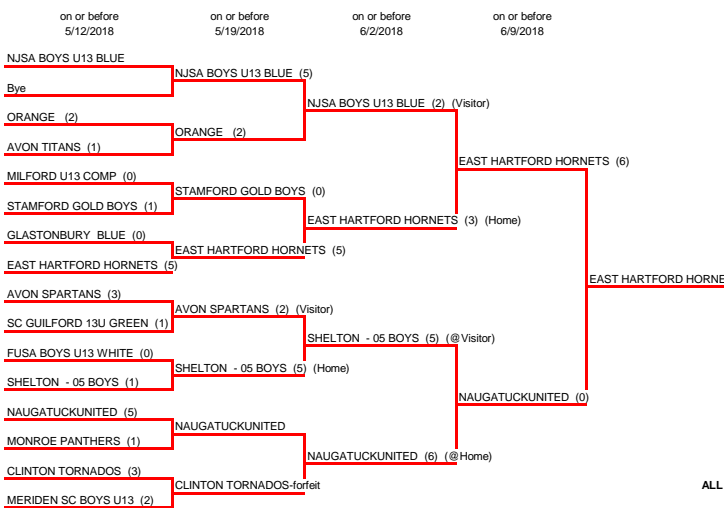 on or before
5/12/2018
on or before
5/19/2018
on or before
6/2/2018
on or before
6/9/2018
NJSA BOYS U13 BLUE
NJSA BOYS U13 BLUE (5)
Bye
NJSA BOYS U13 BLUE (2) (Visitor)
ORANGE (2)
ORANGE (2)
AVON TITANS (1)
EAST HARTFORD HORNETS (6)
MILFORD U13 COMP (0)
STAMFORD GOLD BOYS (0)
STAMFORD GOLD BOYS (1)
EAST HARTFORD HORNETS (3) (Home)
GLASTONBURY BLUE (0)
EAST HARTFORD HORNETS (5)
EAST HARTFORD HORNETS (5)
EAST HARTFORD HORNE
AVON SPARTANS (3)
AVON SPARTANS (2) (Visitor)
SC GUILFORD 13U GREEN (1)
SHELTON - 05 BOYS (5) (@Visitor)
FUSA BOYS U13 WHITE (0)
SHELTON - 05 BOYS (5) (Home)
SHELTON - 05 BOYS (1)
NAUGATUCKUNITED (0)
NAUGATUCKUNITED (5)
NAUGATUCKUNITED
MONROE PANTHERS (1)
NAUGATUCKUNITED (6) (@Home)
CLINTON TORNADOS (3)
CLINTON TORNADOS-forfeit
MERIDEN SC BOYS U13 (2)
ALL